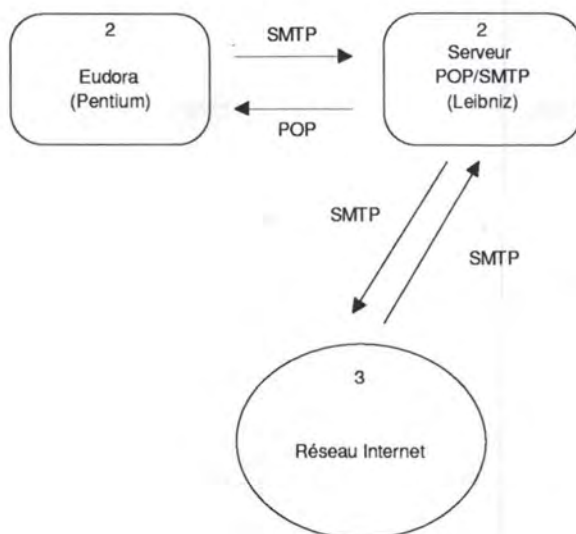 2
Eudora
(Pentium)
SMTP
POP
2
Serveur
POP/SMTP
(Leibniz)
SMTP
SMTP
3
Réseau Internet